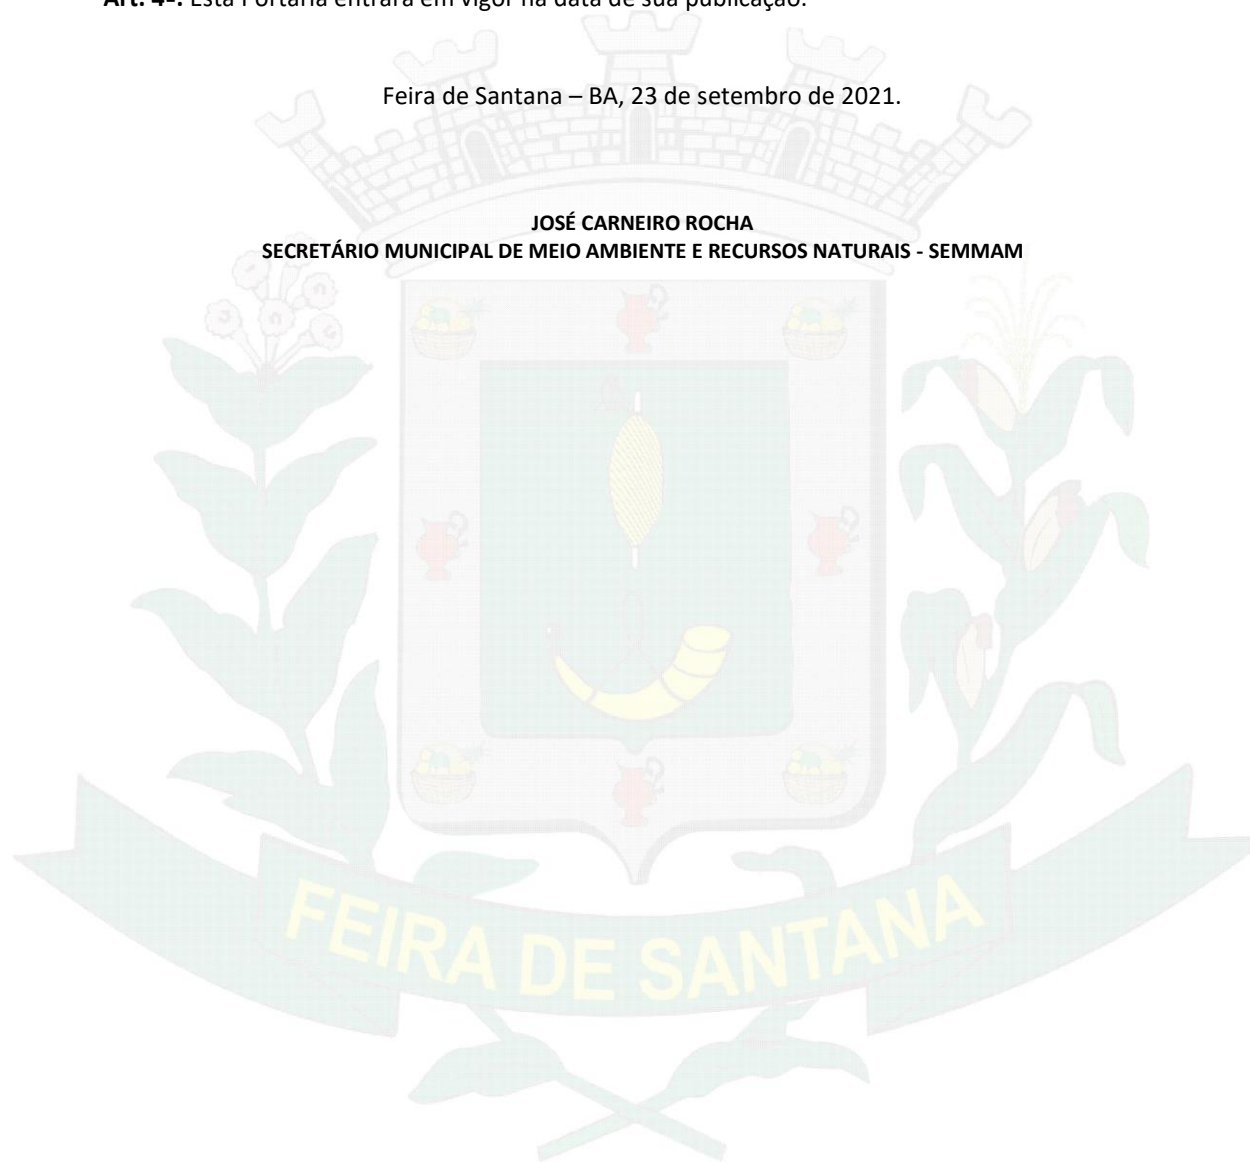 Art. 4º. Esta Portaria entrará em vigor na data de sua publicação.
Feira de Santana – BA, 23 de setembro de 2021.
JOSÉ CARNEIRO ROCHA
SECRETÁRIO MUNICIPAL DE MEIO AMBIENTE E RECURSOS NATURAIS - SEMMAM
FEIRA DE SANTANA